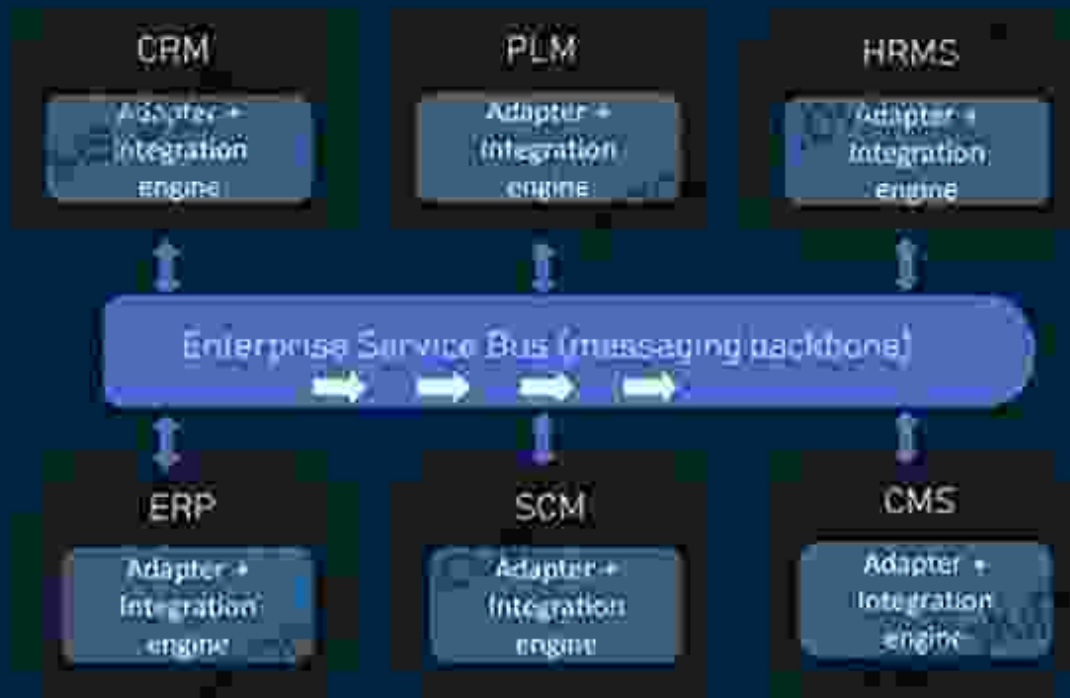 CRM
Adapter +
Integration
engine
PLM
Adapter +
Integration
engine
HRMS
Adapter +
Integration
engine
Enterprise Service Bus (messaging backbone)
ERP
Adapter +
Integration
engine
SCM
Adapter +
Integration
engine
CMS
Adapter +
Integration
engine